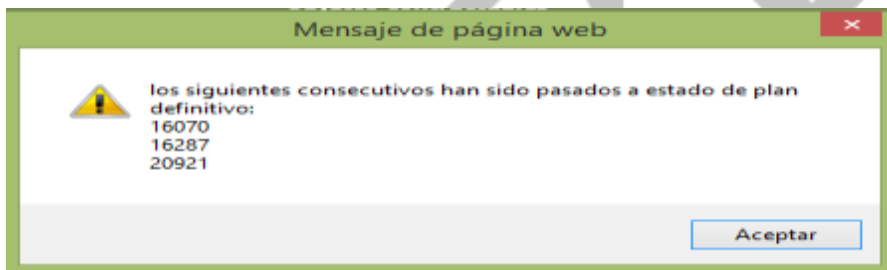 Mensaje de página web
los siguientes consecutivos han sido pasados a estado de plan
definitivo:
16070
16287
20921
Aceptar